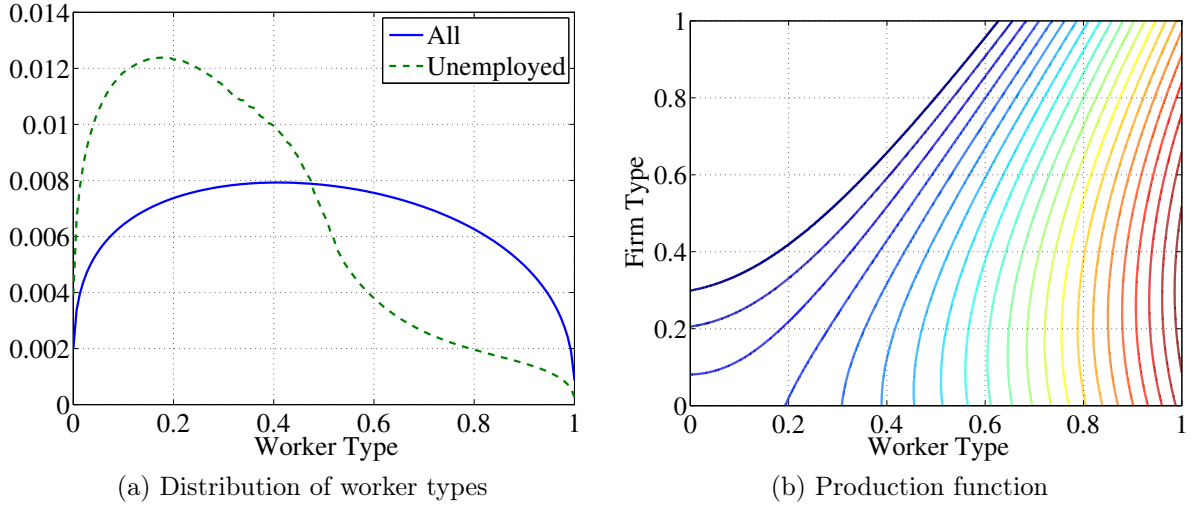 0.014
0.012
0.01
0.008
0.006
0.004
0.002
0
0 0.2 0.4 0.6 0.8 1
Worker Type
All
Unemployed
(a) Distribution of worker types
1
0.8
0.6
0.4
0.2
0
Firm Type
0 0.2 0.4 0.6 0.8 1
Worker Type
(b) Production function